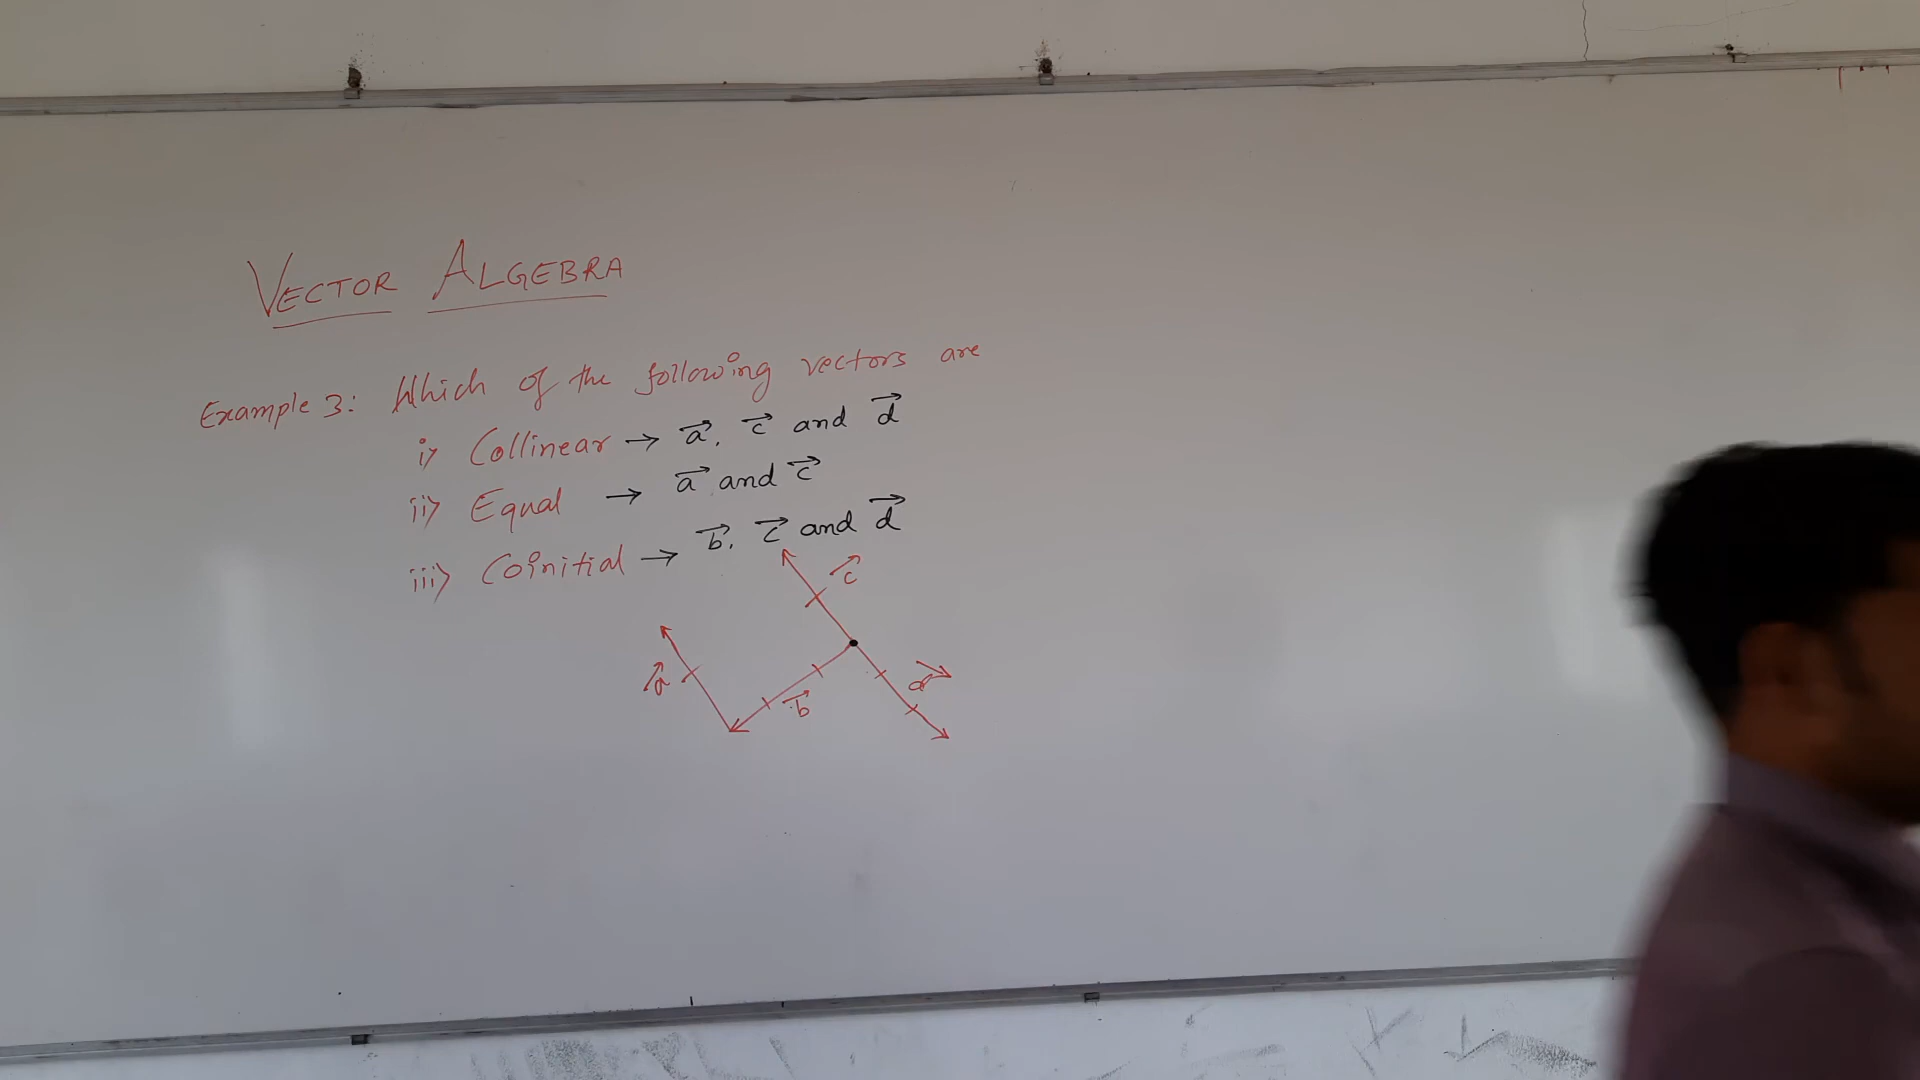 VECTOR ALGEBRA
Example 3: Which of the following vectors are
i) Collinear → a⃗, c⃗ and d⃗
ii) Equal → a⃗ and c⃗
iii) Coinitial → b⃗, c⃗ and d⃗
c⃗
a⃗
b⃗
d⃗